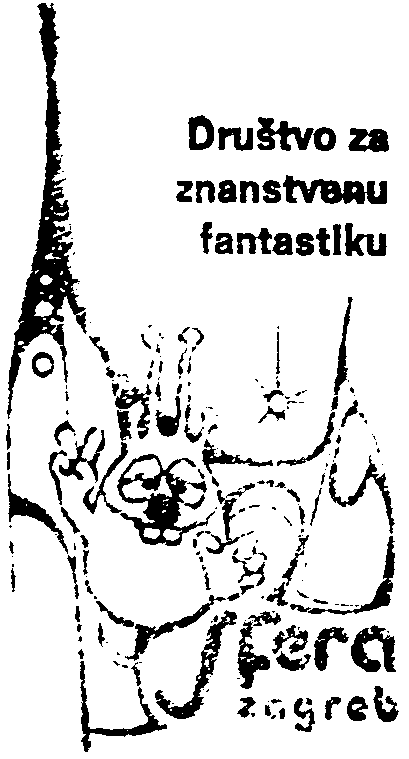 Društvo za
znanstvenu
fantastiku
Sfera
zagreb